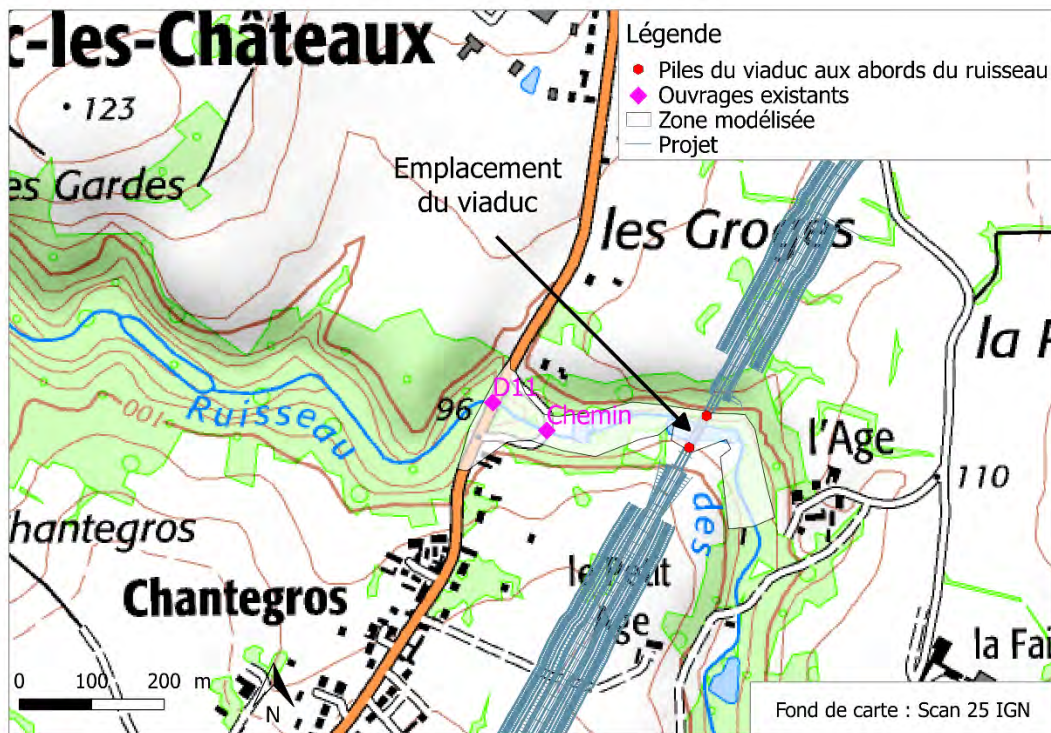 c-les-Châteaux
Légende
Piles du viaduc aux abords du ruisseau
Ouvrages existants
Zone modélisée
Projet
123
es Gardes
Emplacement
du viaduc
les Groges
la P
D11
96
Chemin
Ruisseau
100
l'Age
110
des
hantegros
le Petit
Age
Chantegros
la Fai
0 100 200 m
N
Fond de carte : Scan 25 IGN